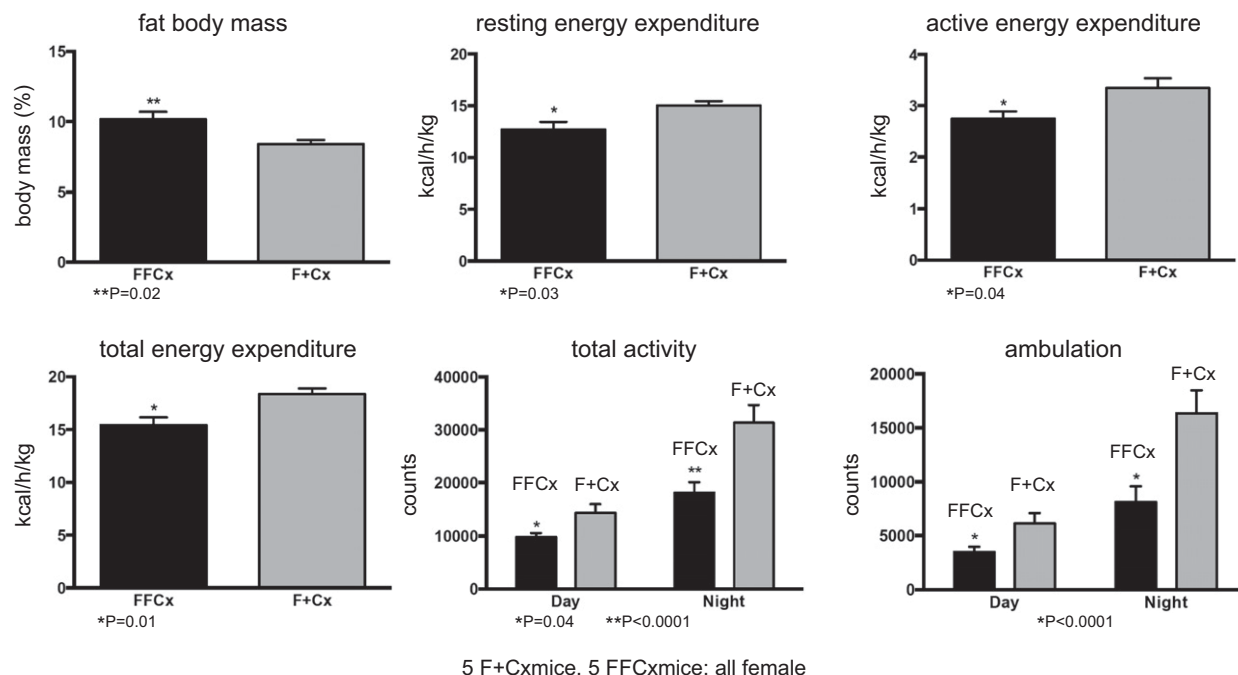 fat body mass
15
10
5
0
body mass (%)
**
FFCx
F+Cx
**P=0.02
resting energy expenditure
20
15
10
5
0
kcal/h/kg
*
FFCx
F+Cx
*P=0.03
active energy expenditure
4
3
2
1
0
kcal/h/kg
*
FFCx
F+Cx
*P=0.04
total energy expenditure
20
15
10
5
0
kcal/h/kg
*
FFCx
F+Cx
*P=0.01
total activity
40000
30000
20000
10000
0
counts
FFCx
*
F+Cx
FFCx
**
F+Cx
Day
Night
*P=0.04 **P<0.0001
ambulation
20000
15000
10000
5000
0
counts
FFCx
*
F+Cx
FFCx
*
F+Cx
Day
Night
*P<0.0001
5 F+Cxmice, 5 FFCxmice; all female